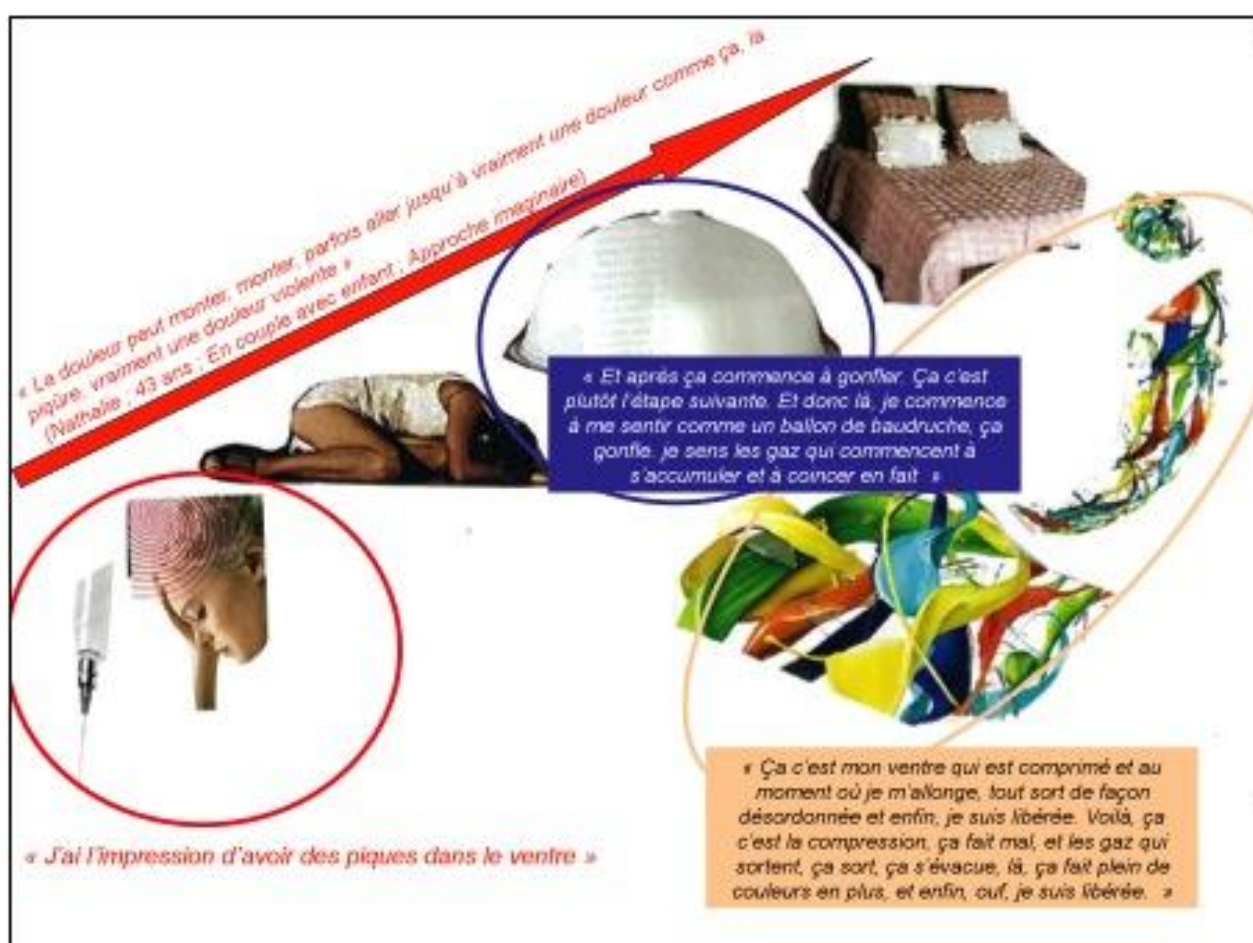 « La douleur peut monter, monter, parfois aller jusqu'à vraiment une douleur comme ça, la
piqûre, vraiment une douleur violente »
(Nathalie ; 43 ans ; En couple avec enfant ; Approche imaginaire)
« Et après ça commence à gonfler. Ça c'est
plutôt l'étape suivante. Et donc là, je commence
à me sentir comme un ballon de baudruche, ça
gonfle. je sens les gaz qui commencent à
s'accumuler et à coincer en fait »
« J'ai l'impression d'avoir des piques dans le ventre »
« Ça c'est mon ventre qui est comprimé et au
moment où je m'allonge, tout sort de façon
désordonnée et enfin, je suis libérée. Voilà, ça
c'est la compression, ça fait mal, et les gaz qui
sortent, ça sort, ça s'évacue, là, ça fait plein de
couleurs en plus, et enfin, ouf, je suis libérée. »